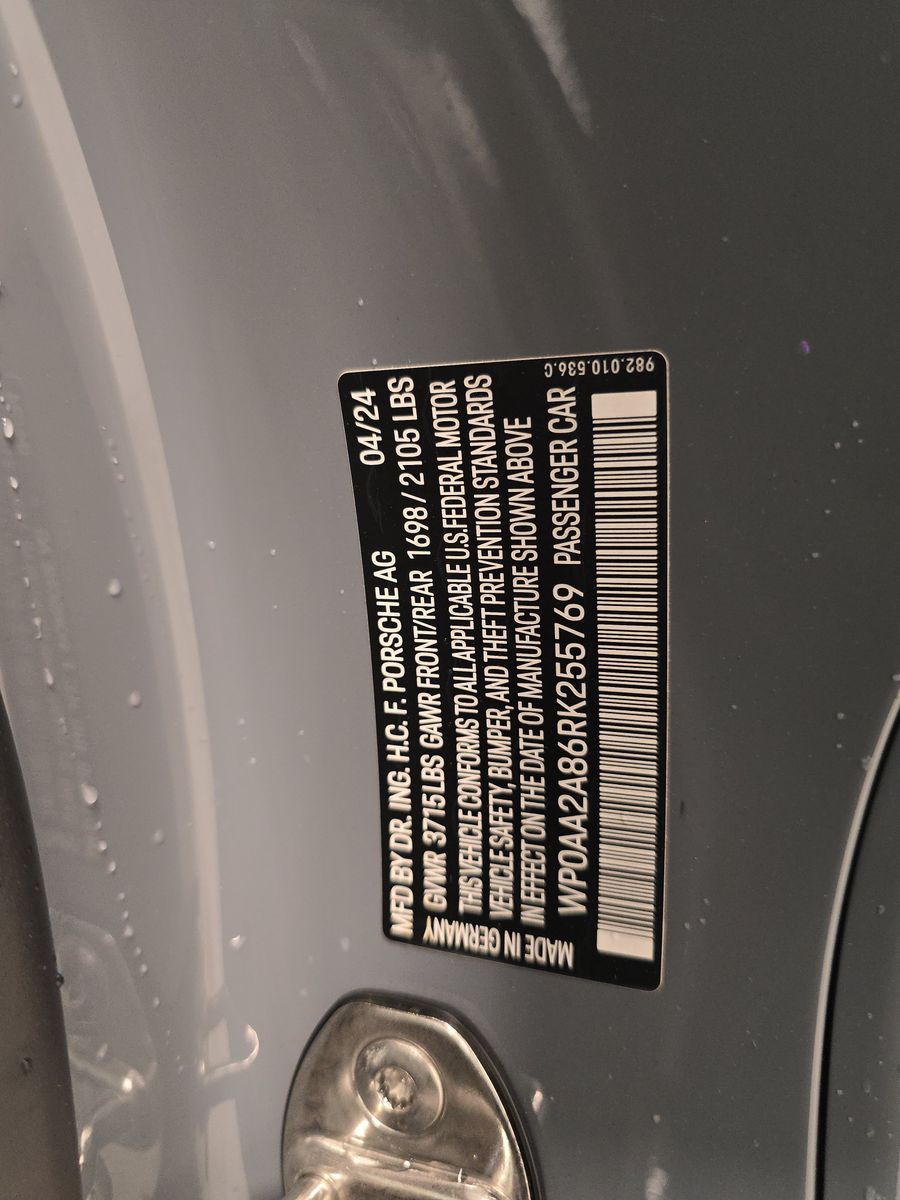 MFD BY DR. ING. H.C. F. PORSCHE AG 04/24
GVWR 3715 LBS GAWR FRONT/REAR 1698 / 2105 LBS
THIS VEHICLE CONFORMS TO ALL APPLICABLE U.S. FEDERAL MOTOR
VEHICLE SAFETY, BUMPER, AND THEFT PREVENTION STANDARDS
IN EFFECT ON THE DATE OF MANUFACTURE SHOWN ABOVE
WP0AA2A86RK255769 PASSENGER CAR
MADE IN GERMANY
982.010.536.C